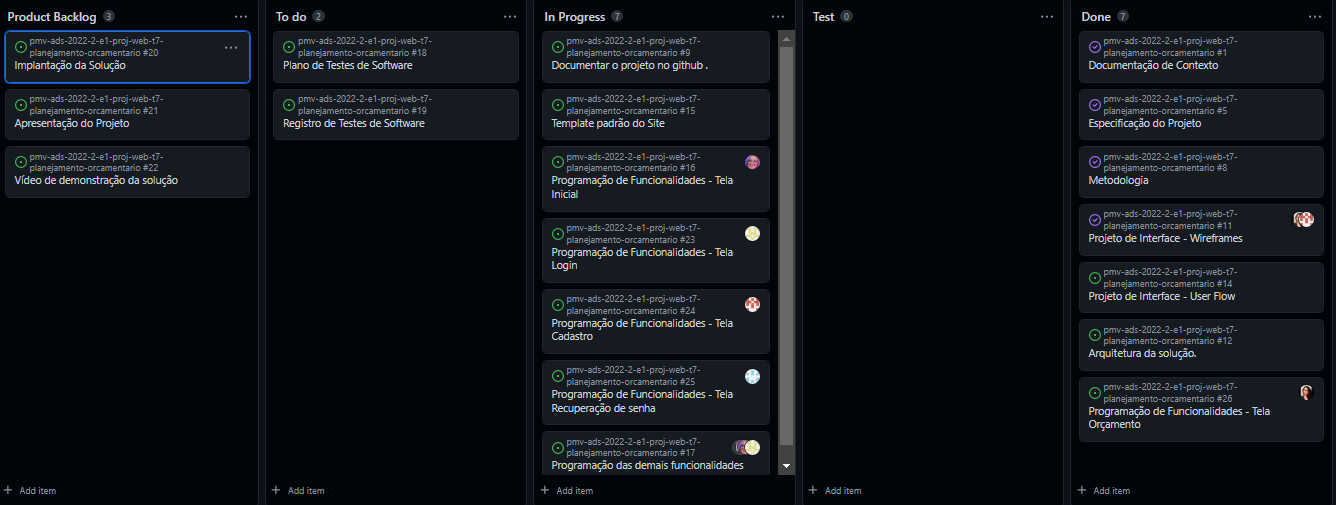 Product Backlog 3
pmv-ads-2022-2-e1-proj-web-t7-
planejamento-orcamentario #20
Implantação da Solução
pmv-ads-2022-2-e1-proj-web-t7-
planejamento-orcamentario #21
Apresentação do Projeto
pmv-ads-2022-2-e1-proj-web-t7-
planejamento-orcamentario #22
Vídeo de demonstração da solução
+ Add item
To do 2
pmv-ads-2022-2-e1-proj-web-t7-
planejamento-orcamentario #18
Plano de Testes de Software
pmv-ads-2022-2-e1-proj-web-t7-
planejamento-orcamentario #19
Registro de Testes de Software
+ Add item
In Progress 7
pmv-ads-2022-2-e1-proj-web-t7-
planejamento-orcamentario #9
Documentar o projeto no github .
pmv-ads-2022-2-e1-proj-web-t7-
planejamento-orcamentario #15
Template padrão do Site
pmv-ads-2022-2-e1-proj-web-t7-
planejamento-orcamentario #16
Programação de Funcionalidades - Tela
Inicial
pmv-ads-2022-2-e1-proj-web-t7-
planejamento-orcamentario #23
Programação de Funcionalidades - Tela
Login
pmv-ads-2022-2-e1-proj-web-t7-
planejamento-orcamentario #24
Programação de Funcionalidades - Tela
Cadastro
pmv-ads-2022-2-e1-proj-web-t7-
planejamento-orcamentario #25
Programação de Funcionalidades - Tela
Recuperação de senha
pmv-ads-2022-2-e1-proj-web-t7-
planejamento-orcamentario #17
Programação das demais funcionalidades
+ Add item
Test 0
+ Add item
Done 7
pmv-ads-2022-2-e1-proj-web-t7-
planejamento-orcamentario #1
Documentação de Contexto
pmv-ads-2022-2-e1-proj-web-t7-
planejamento-orcamentario #5
Especificação do Projeto
pmv-ads-2022-2-e1-proj-web-t7-
planejamento-orcamentario #8
Metodologia
pmv-ads-2022-2-e1-proj-web-t7-
planejamento-orcamentario #11
Projeto de Interface - Wireframes
pmv-ads-2022-2-e1-proj-web-t7-
planejamento-orcamentario #14
Projeto de Interface - User Flow
pmv-ads-2022-2-e1-proj-web-t7-
planejamento-orcamentario #12
Arquitetura da solução.
pmv-ads-2022-2-e1-proj-web-t7-
planejamento-orcamentario #26
Programação de Funcionalidades - Tela
Orçamento
+ Add item